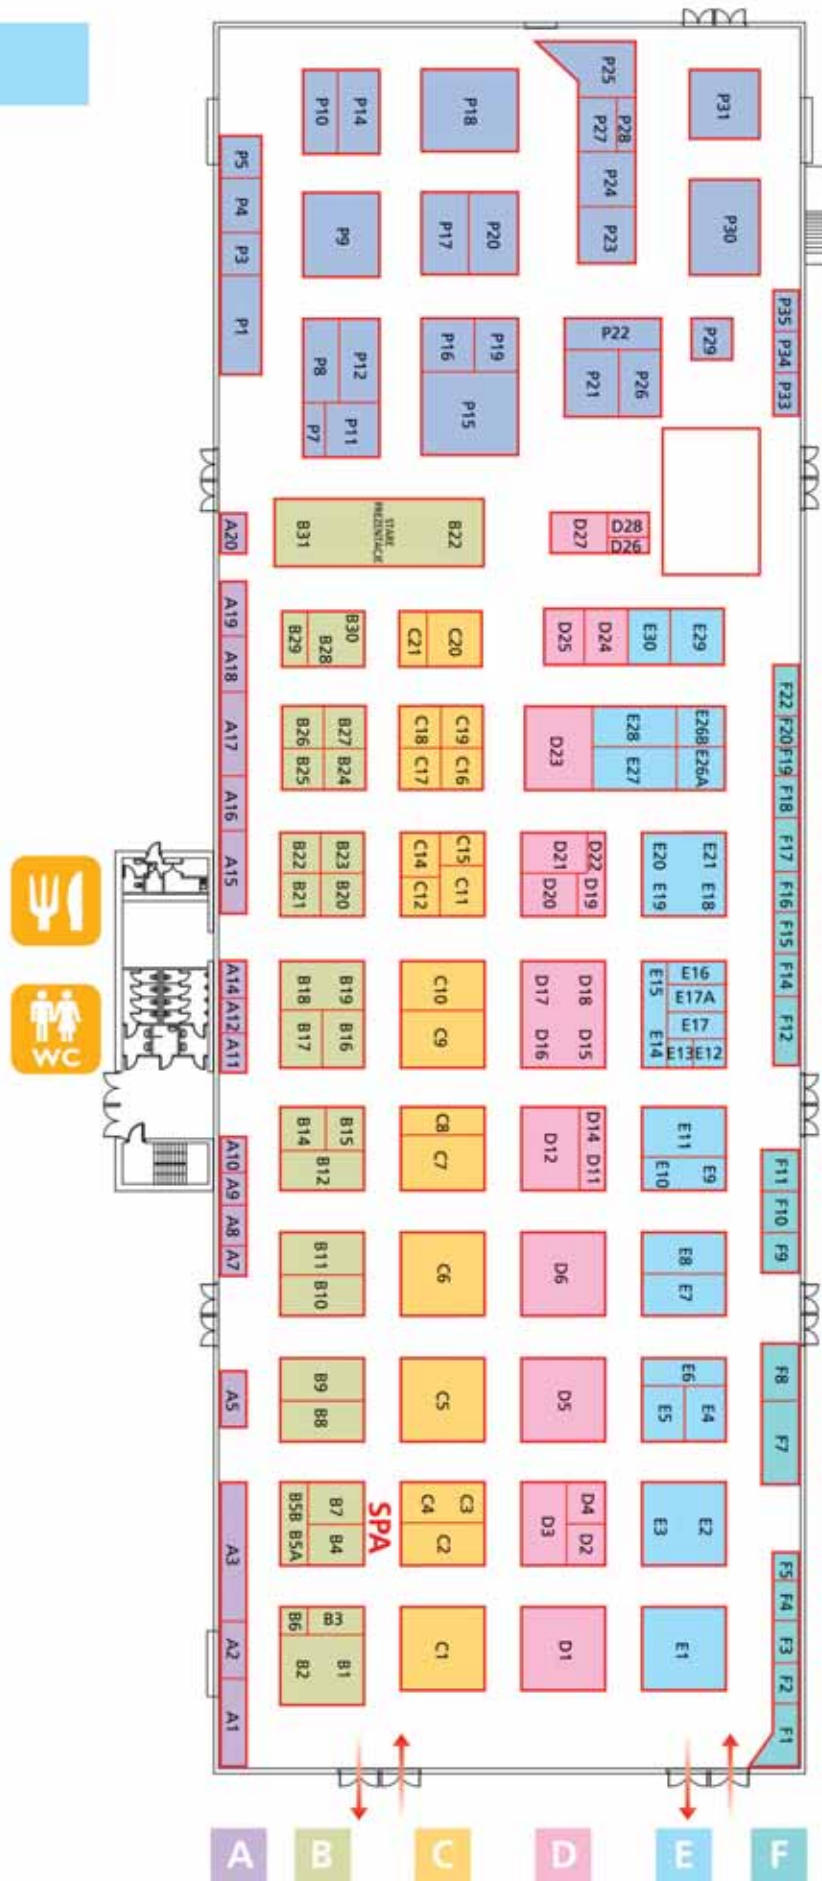 P25
P10
P14
P18
P27
P28
P31
P5
P24
P4
P9
P17
P20
P23
P30
P3
P1
P35
P8
P12
P16
P19
P22
P29
P34
P21
P26
P33
P15
P7
P11
A20
B31
STARE
PREZENTACJE
B22
D27
D28
D26
A19
B29
B28
B30
C21
C20
D25
D24
E30
E29
A18
F22
A17
B26
B27
C18
C19
D23
E28
E26B
F20
B25
B24
C17
C16
E27
E26A
F19
A16
F18
A15
B22
B23
C14
C15
D21
D22
E20
E21
F17
B21
B20
C12
C11
D20
D19
E19
E18
F16
F15
A14
B18
B19
C10
D17
D18
E15
E16
F14
E17A
A12
F12
A11
B17
B16
C9
D16
D15
E14
E17
E13
E12
WC
A10
B14
B15
C8
D12
D14
E11
F11
A9
B12
C7
D11
E10
E9
F10
A8
A7
B11
C6
D6
E8
F9
B10
E7
A5
B9
C5
D5
E6
F8
B8
E5
E4
F7
A3
B5B
B7
SPA
C4
C3
D3
D4
E3
E2
B5A
B4
C2
D2
F5
F4
B6
B3
A2
B2
B1
C1
D1
E1
F3
F2
A1
F1
A B C D E F